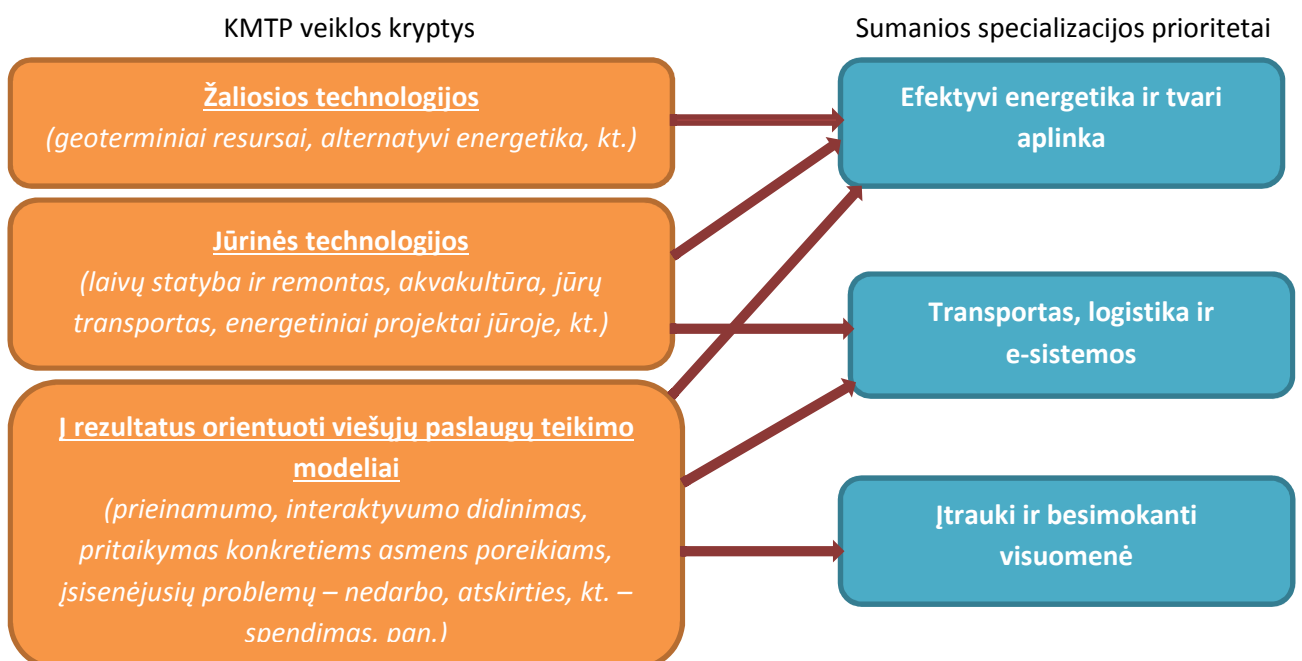 KMTP veiklos kryptys
Sumanios specializacijos prioritetai
Žaliosios technologijos
(geoterminiai resursai, alternatyvi energetika, kt.)
Jūrinės technologijos
(laivų statyba ir remontas, akvakultūra, jūrų
transportas, energetiniai projektai jūroje, kt.)
Į rezultatus orientuoti viešųjų paslaugų teikimo
modeliai
(prieinamumo, interaktyvumo didinimas,
pritaikymas konkretiems asmens poreikiams,
įsisenėjusių problemų – nedarbo, atskirties, kt. –
spendimas, pan.)
Efektyvi energetika ir tvari
aplinka
Transportas, logistika ir
e-sistemos
Įtrauki ir besimokanti
visuomenė